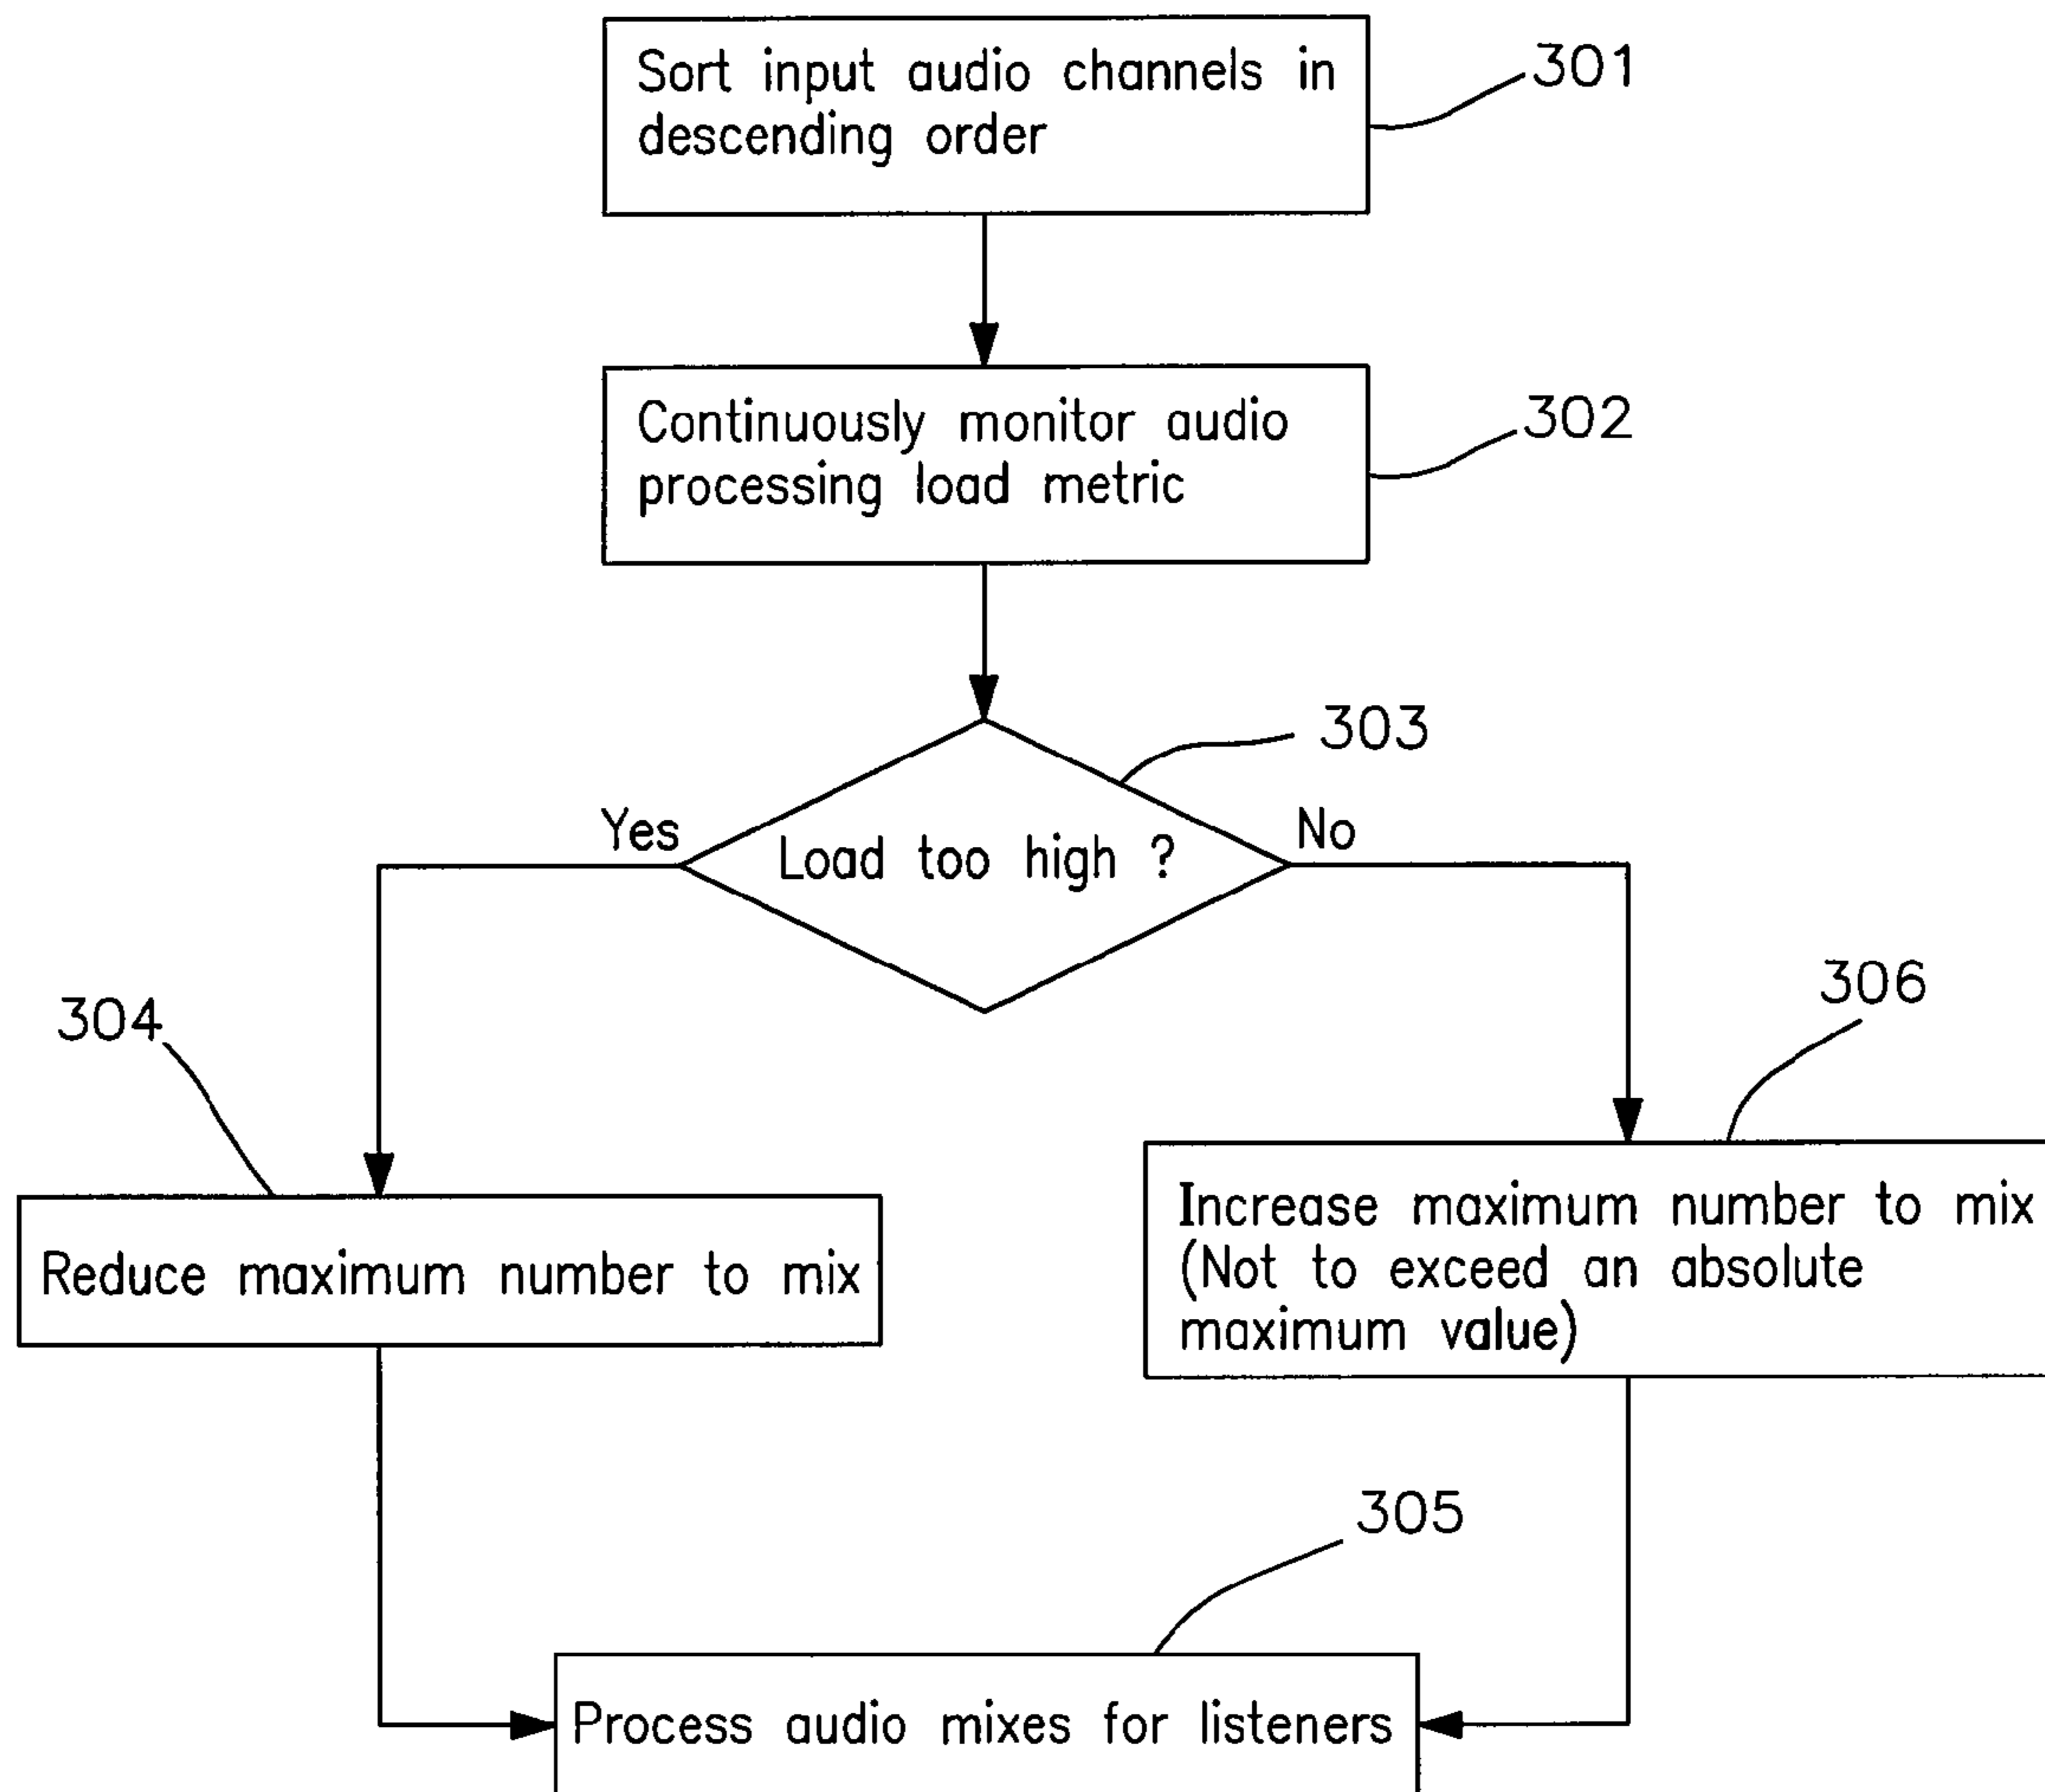 Sort input audio channels in
descending order
301
Continuously monitor audio
processing load metric
302
303
Yes
Load too high ?
No
304
306
Reduce maximum number to mix
Increase maximum number to mix
(Not to exceed an absolute
maximum value)
305
Process audio mixes for listeners